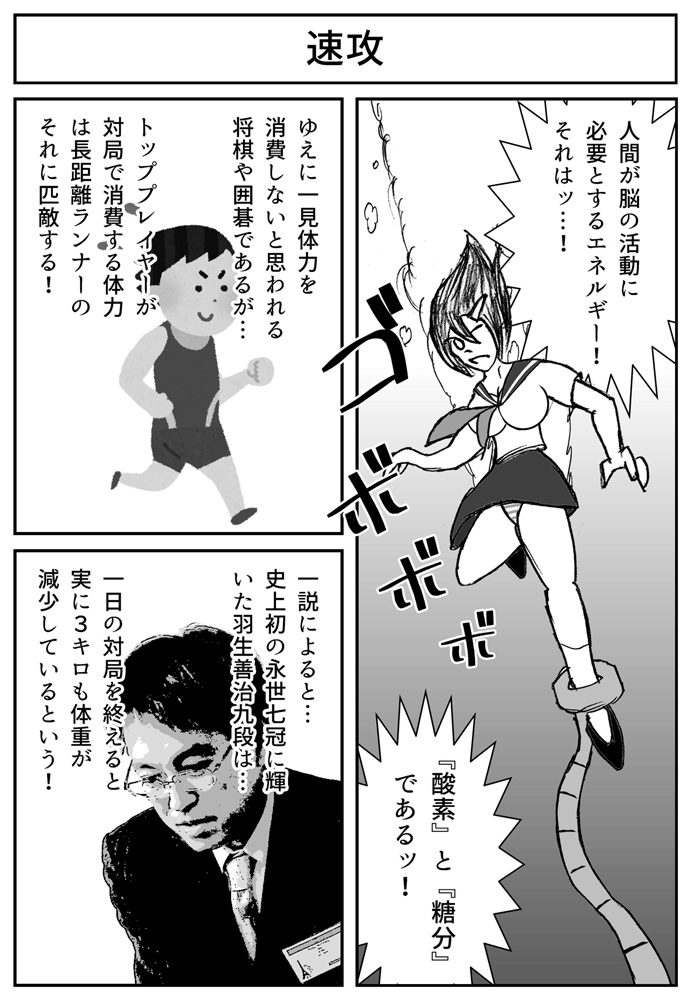 速攻
人間が脳の活動に
必要とするエネルギー！
それはッ…！
ゴボボボ
『酸素』と『糖分』
であるッ！
ゆえに一見体力を
消費しないと思われる
将棋や囲碁であるが…
トッププレイヤーが
対局で消費する体力
は長距離ランナーの
それに匹敵する！
一説によると…
史上初の永世七冠に輝
いた羽生善治九段は…
一日の対局を終えると
実に３キロも体重が
減少しているという！